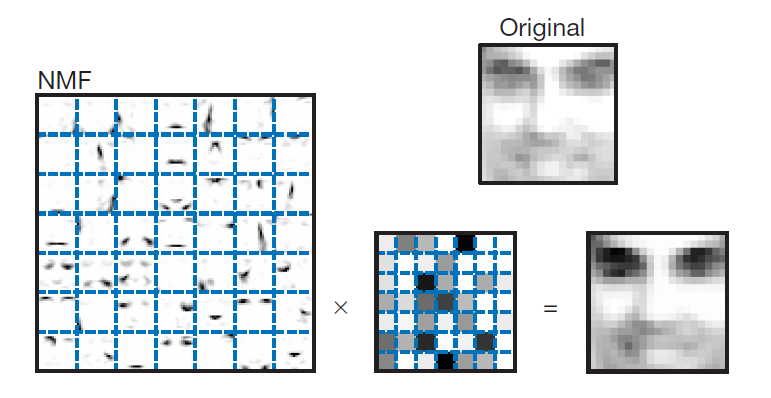 Original
NMF
×
=